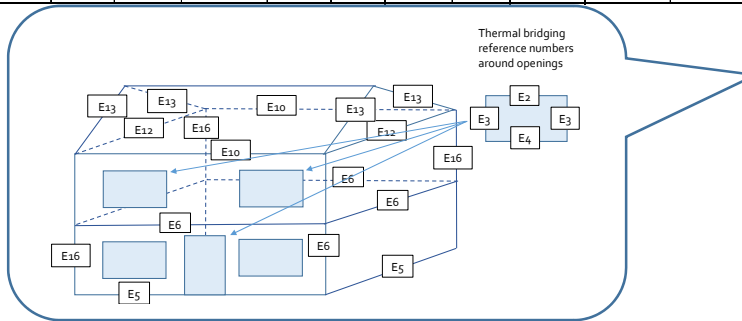 Thermal bridging
reference numbers
around openings
E13
E13
E10
E13
E13
E2
E3
E3
E12
E16
E12
E4
E10
E16
E6
E6
E6
E16
E6
E5
E5